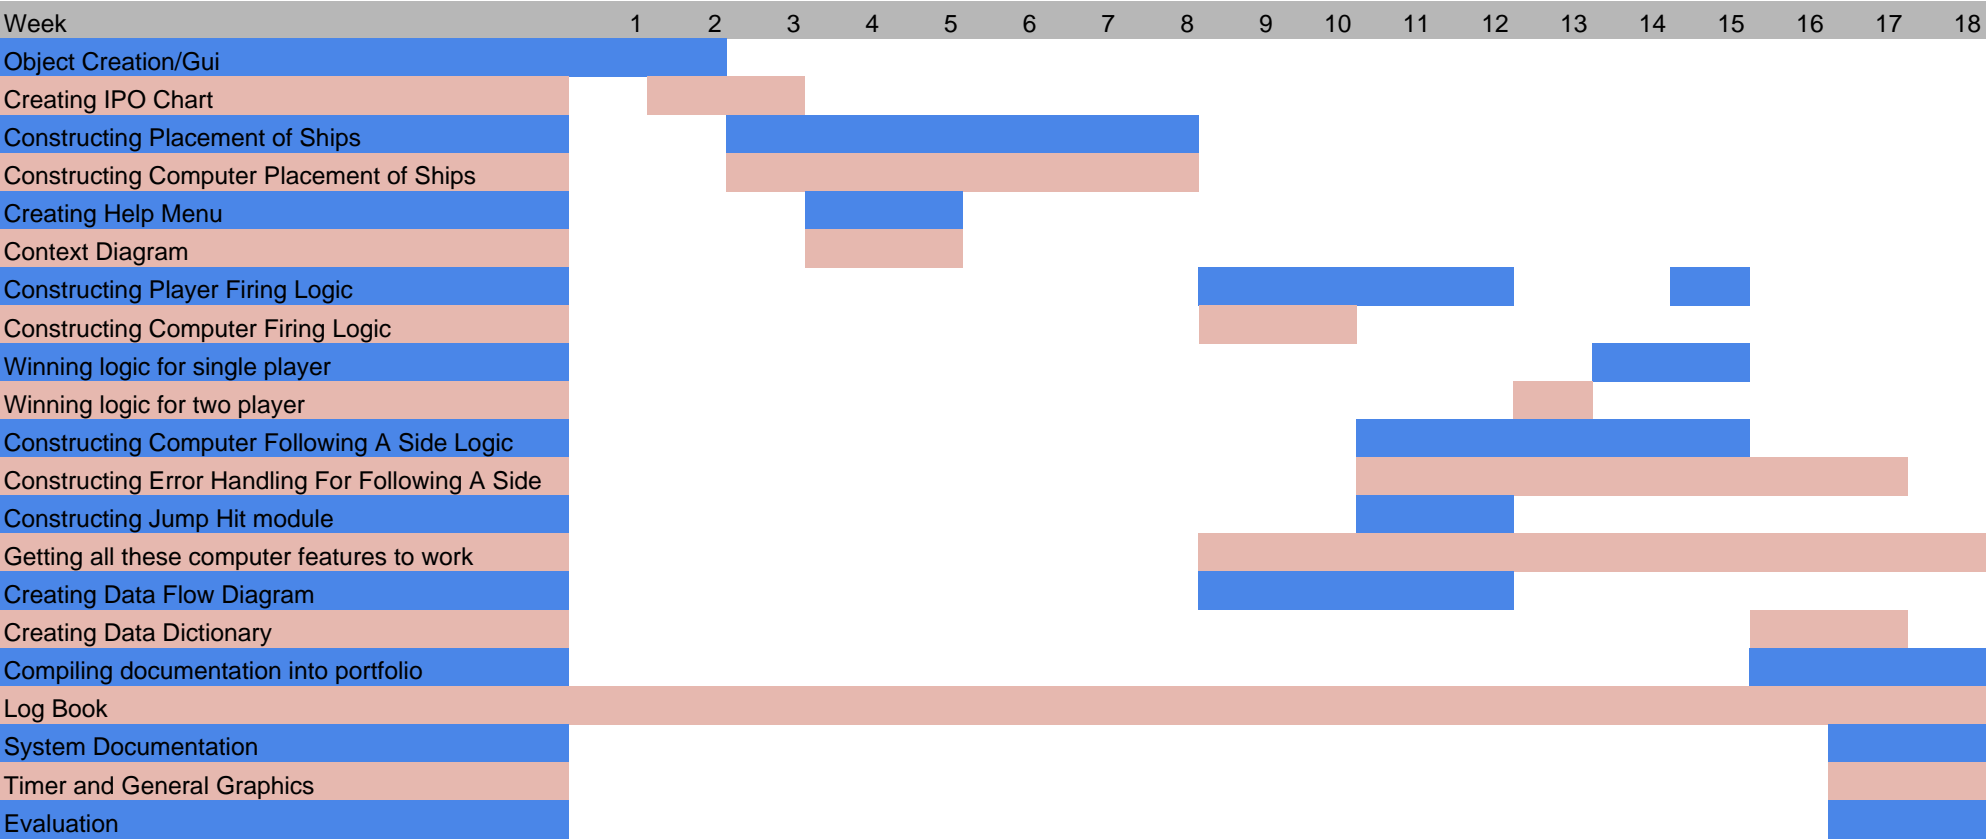 Week 1 2 3 4 5 6 7 8 9 10 11 12 13 14 15 16 17 18
Object Creation/Gui
Creating IPO Chart
Constructing Placement of Ships
Constructing Computer Placement of Ships
Creating Help Menu
Context Diagram
Constructing Player Firing Logic
Constructing Computer Firing Logic
Winning logic for single player
Winning logic for two player
Constructing Computer Following A Side Logic
Constructing Error Handling For Following A Side
Constructing Jump Hit module
Getting all these computer features to work
Creating Data Flow Diagram
Creating Data Dictionary
Compiling documentation into portfolio
Log Book
System Documentation
Timer and General Graphics
Evaluation